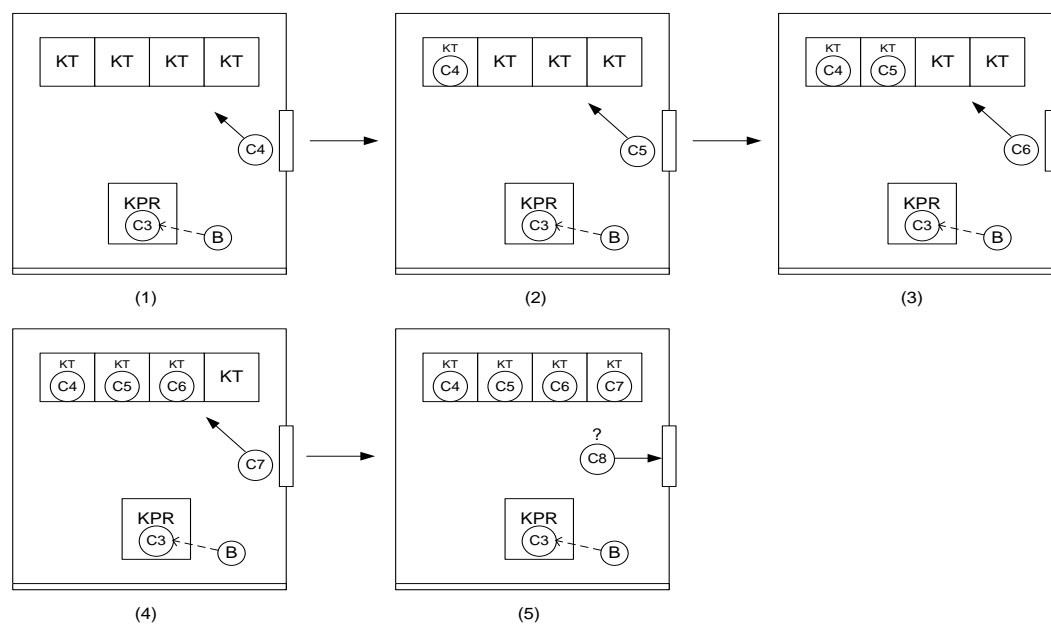 KT KT KT KT
C4
KPR
C3
B
(1)
KT KT KT KT
C4
C5
KPR
C3
B
(2)
KT KT KT KT
C4 C5
C6
KPR
C3
B
(3)
KT KT KT KT
C4 C5 C6
C7
KPR
C3
B
(4)
KT KT KT KT
C4 C5 C6 C7
?
C8
KPR
C3
B
(5)